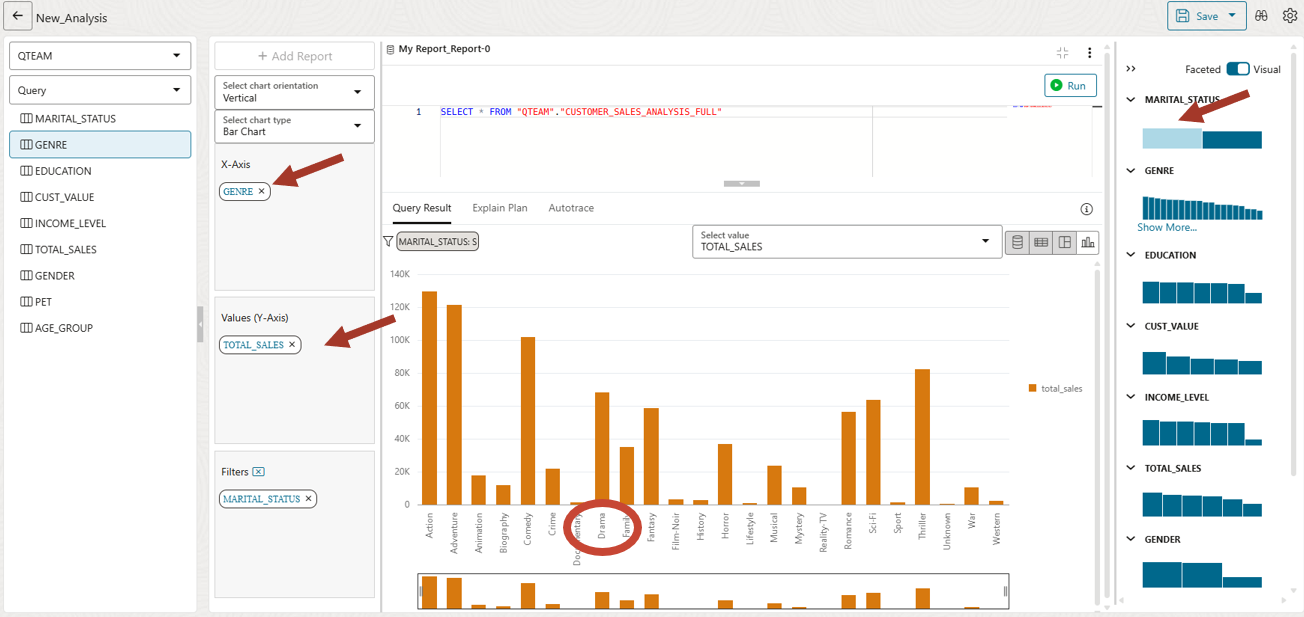 New_Analysis
Save
QTEAM
Query
MARITAL_STATUS
GENRE
EDUCATION
CUST_VALUE
INCOME_LEVEL
TOTAL_SALES
GENDER
PET
AGE_GROUP
+ Add Report
Select chart orientation
Vertical
Select chart type
Bar Chart
X-Axis
GENRE ×
Values (Y-Axis)
TOTAL_SALES ×
Filters
MARITAL_STATUS ×
My Report_Report-0
Run
1 SELECT * FROM "QTEAM"."CUSTOMER_SALES_ANALYSIS_FULL"
Query Result Explain Plan Autotrace
MARITAL_STATUS: S
Select value
TOTAL_SALES
140K
120K
100K
80K
60K
40K
20K
0
Action
Adventure
Animation
Biography
Comedy
Crime
Documentary
Drama
Family
Fantasy
Film-Noir
History
Horror
Lifestyle
Musical
Mystery
Reality-TV
Romance
Sci-Fi
Sport
Thriller
Unknown
War
Western
total_sales
Faceted Visual
MARITAL_STATUS
GENRE
Show More...
EDUCATION
CUST_VALUE
INCOME_LEVEL
TOTAL_SALES
GENDER